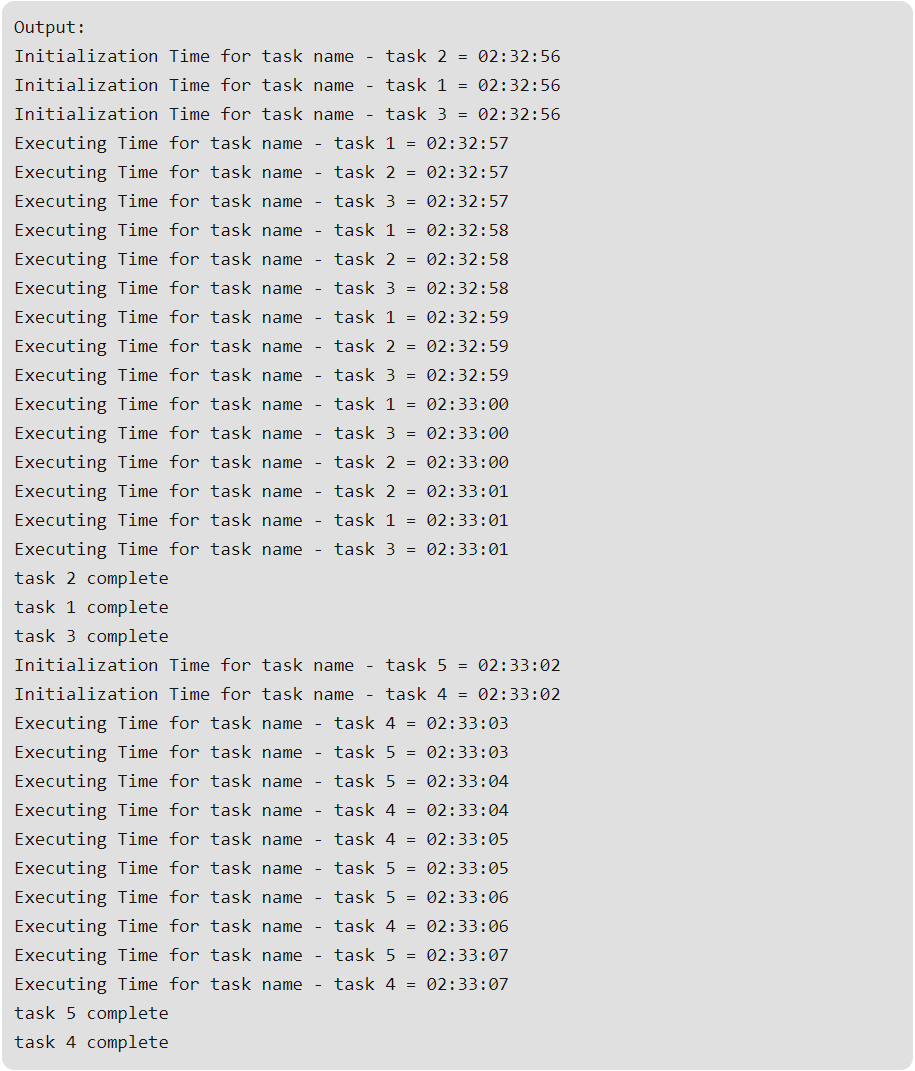 Output:
Initialization Time for task name - task 2 = 02:32:56
Initialization Time for task name - task 1 = 02:32:56
Initialization Time for task name - task 3 = 02:32:56
Executing Time for task name - task 1 = 02:32:57
Executing Time for task name - task 2 = 02:32:57
Executing Time for task name - task 3 = 02:32:57
Executing Time for task name - task 1 = 02:32:58
Executing Time for task name - task 2 = 02:32:58
Executing Time for task name - task 3 = 02:32:58
Executing Time for task name - task 1 = 02:32:59
Executing Time for task name - task 2 = 02:32:59
Executing Time for task name - task 3 = 02:32:59
Executing Time for task name - task 1 = 02:33:00
Executing Time for task name - task 3 = 02:33:00
Executing Time for task name - task 2 = 02:33:00
Executing Time for task name - task 2 = 02:33:01
Executing Time for task name - task 1 = 02:33:01
Executing Time for task name - task 3 = 02:33:01
task 2 complete
task 1 complete
task 3 complete
Initialization Time for task name - task 5 = 02:33:02
Initialization Time for task name - task 4 = 02:33:02
Executing Time for task name - task 4 = 02:33:03
Executing Time for task name - task 5 = 02:33:03
Executing Time for task name - task 5 = 02:33:04
Executing Time for task name - task 4 = 02:33:04
Executing Time for task name - task 4 = 02:33:05
Executing Time for task name - task 5 = 02:33:05
Executing Time for task name - task 5 = 02:33:06
Executing Time for task name - task 4 = 02:33:06
Executing Time for task name - task 5 = 02:33:07
Executing Time for task name - task 4 = 02:33:07
task 5 complete
task 4 complete